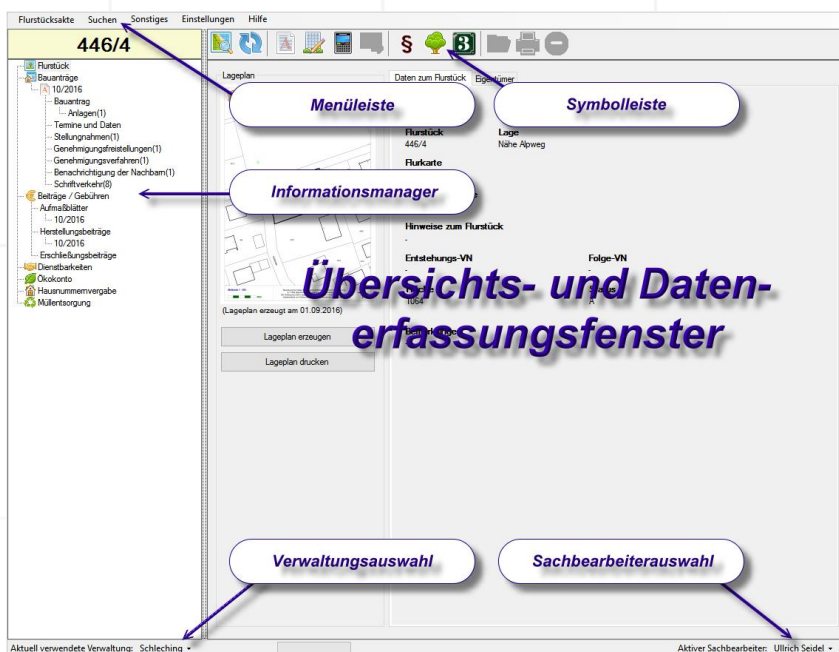 Flurstücksakte Suchen Sonstiges Einstellungen Hilfe
446/4
Flurstück
Bauanträge
10/2016
Bauantrag
Anlagen(1)
Termine und Daten
Stellungnahmen(1)
Genehmigungsfreistellungen(1)
Genehmigungsverfahren(1)
Benachrichtigung der Nachbarn(1)
Schriftverkehr(8)
Beiträge / Gebühren
Aufmaßblätter
10/2016
Herstellungsbeiträge
10/2016
Erschließungsbeiträge
Dienstbarkeiten
Ökokonto
Hausnummernvergabe
Müllentsorgung
§ 3
Lageplan
Daten zum Flurstück Eigentümer
Menüleiste
Symbolleiste
Flurstück Lage
446/4 Nähe Alpweg
Flurkarte
Informationsmanager
Hinweise zum Flurstück
-
Entstehungs-VN Folge-VN
- -
Übersichts- und Daten-
erfassungsfenster
1064 A
(Lageplan erzeugt am 01.09.2016)
Lageplan erzeugen
Lageplan drucken
Verwaltungsauswahl
Sachbearbeiterauswahl
Aktuell verwendete Verwaltung: Schleching
Aktiver Sachbearbeiter: Ullrich Seidel